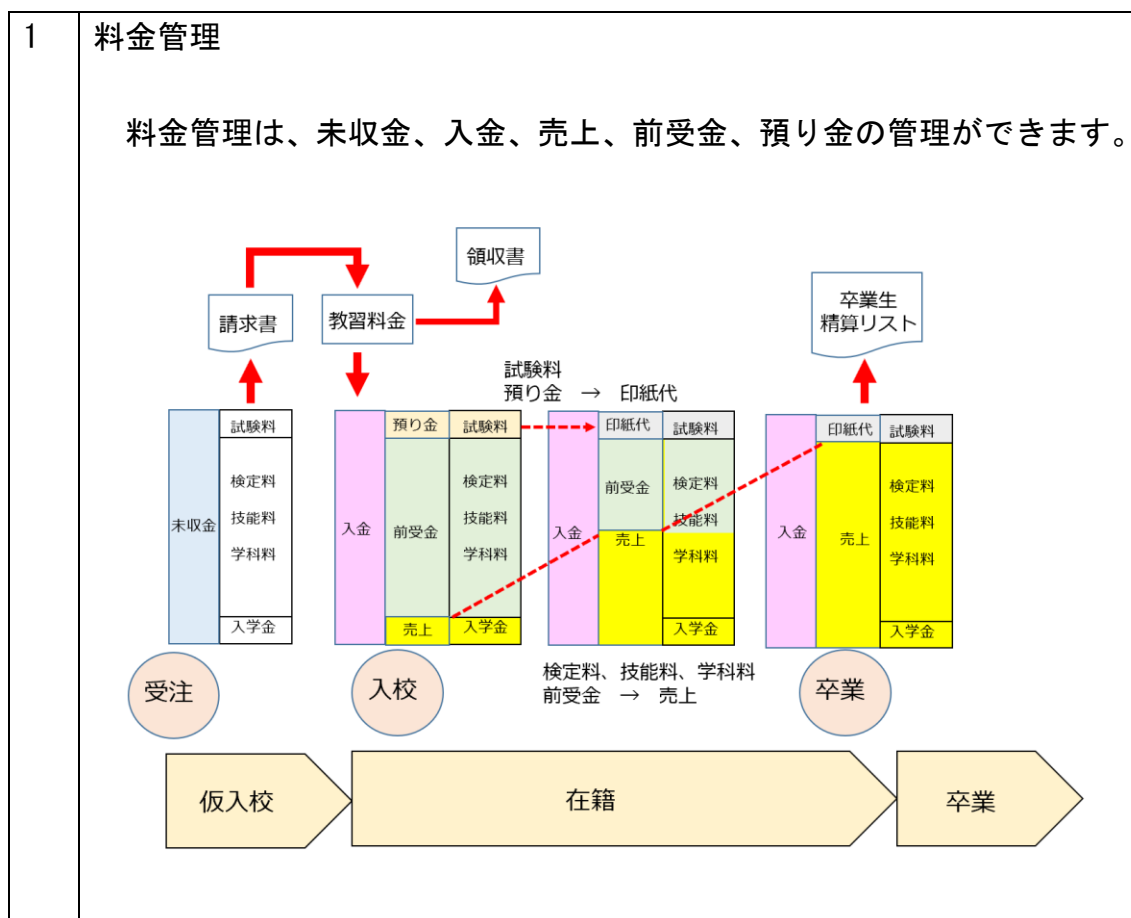 1
料金管理
料金管理は、未収金、入金、売上、前受金、預り金の管理ができます。
領収書
請求書
教習料金
卒業生
精算リスト
試験料
預り金 → 印紙代
未収金
試験料
検定料
技能料
学科料
入学金
入金
預り金
前受金
売上
試験料
検定料
技能料
学科料
入学金
入金
印紙代
前受金
売上
試験料
検定料
技能料
学科料
入学金
入金
印紙代
売上
試験料
検定料
技能料
学科料
入学金
受注
入校
検定料、技能料、学科料
前受金 → 売上
卒業
仮入校
在籍
卒業